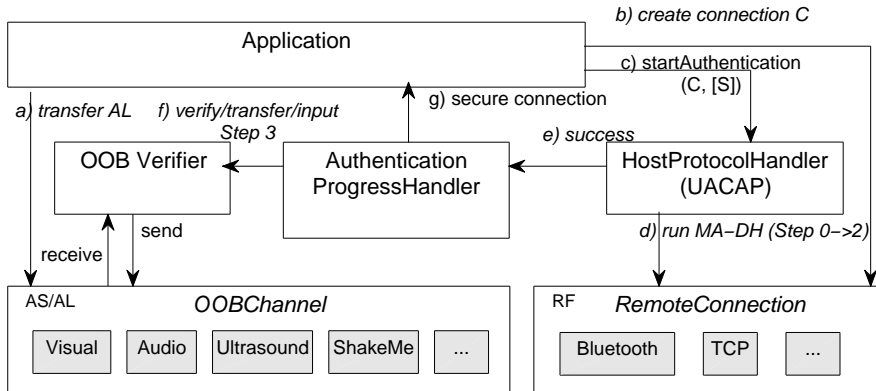 b) create connection C
Application
c) startAuthentication
(C, [S])
a) transfer AL
f) verify/transfer/input
Step 3
g) secure connection
e) success
OOB Verifier
Authentication
ProgressHandler
HostProtocolHandler
(UACAP)
receive
send
d) run MA-DH (Step 0->2)
AS/AL
OOBChannel
RF
RemoteConnection
Visual
Audio
Ultrasound
ShakeMe
...
Bluetooth
TCP
...